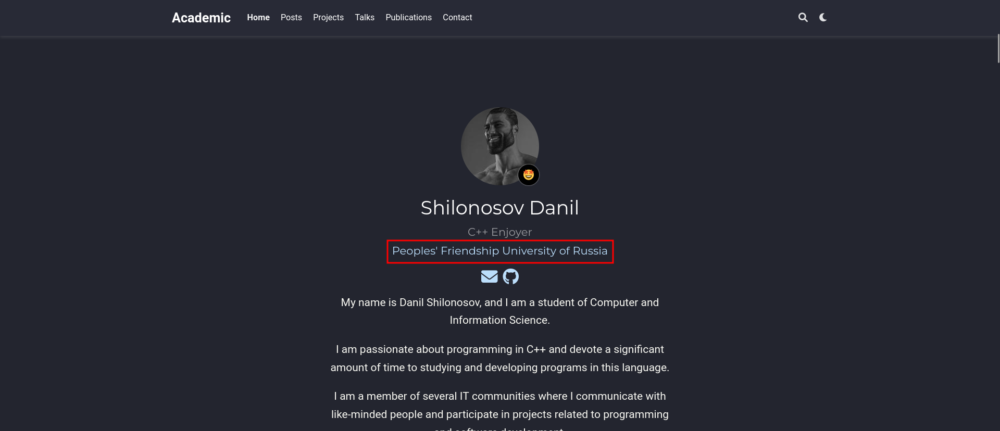 Academic Home Posts Projects Talks Publications Contact
Shilonosov Danil
C++ Enjoyer
Peoples' Friendship University of Russia
My name is Danil Shilonosov, and I am a student of Computer and
Information Science.
I am passionate about programming in C++ and devote a significant
amount of time to studying and developing programs in this language.
I am a member of several IT communities where I communicate with
like-minded people and participate in projects related to programming
and software development.